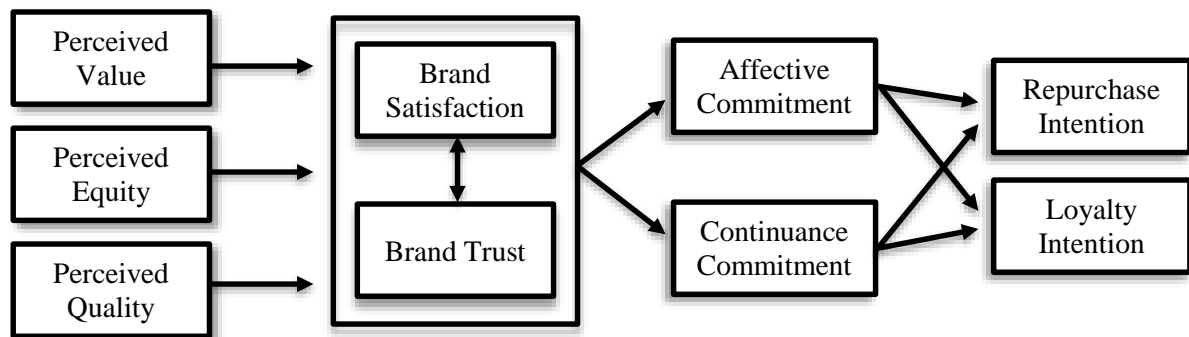 Perceived
Value
Perceived
Equity
Perceived
Quality
Brand
Satisfaction
Brand Trust
Affective
Commitment
Continuance
Commitment
Repurchase
Intention
Loyalty
Intention